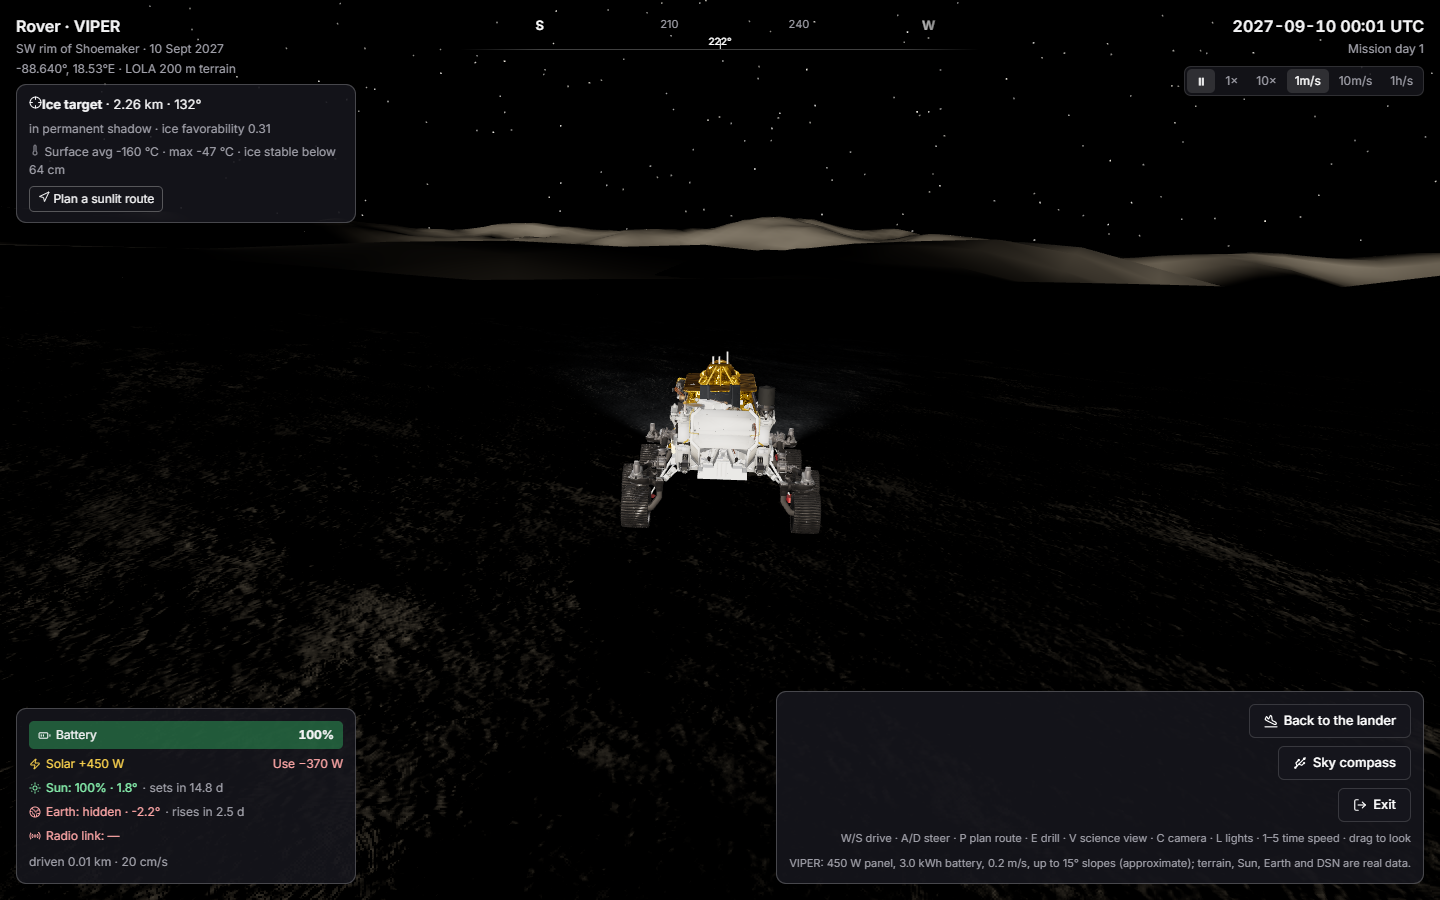 Rover · VIPER
SW rim of Shoemaker · 10 Sept 2027
-88.640°, 18.53°E · LOLA 200 m terrain
Ice target · 2.26 km · 132°
in permanent shadow · ice favorability 0.31
Surface avg -160 °C · max -47 °C · ice stable below
64 cm
Plan a sunlit route
S 210 240 W
222°
2027-09-10 00:01 UTC
Mission day 1
1× 10× 1m/s 10m/s 1h/s
Battery 100%
Solar +450 W Use −370 W
Sun: 100% · 1.8° · sets in 14.8 d
Earth: hidden · -2.2° · rises in 2.5 d
Radio link: —
driven 0.01 km · 20 cm/s
Back to the lander
Sky compass
Exit
W/S drive · A/D steer · P plan route · E drill · V science view · C camera · L lights · 1–5 time speed · drag to look
VIPER: 450 W panel, 3.0 kWh battery, 0.2 m/s, up to 15° slopes (approximate); terrain, Sun, Earth and DSN are real data.